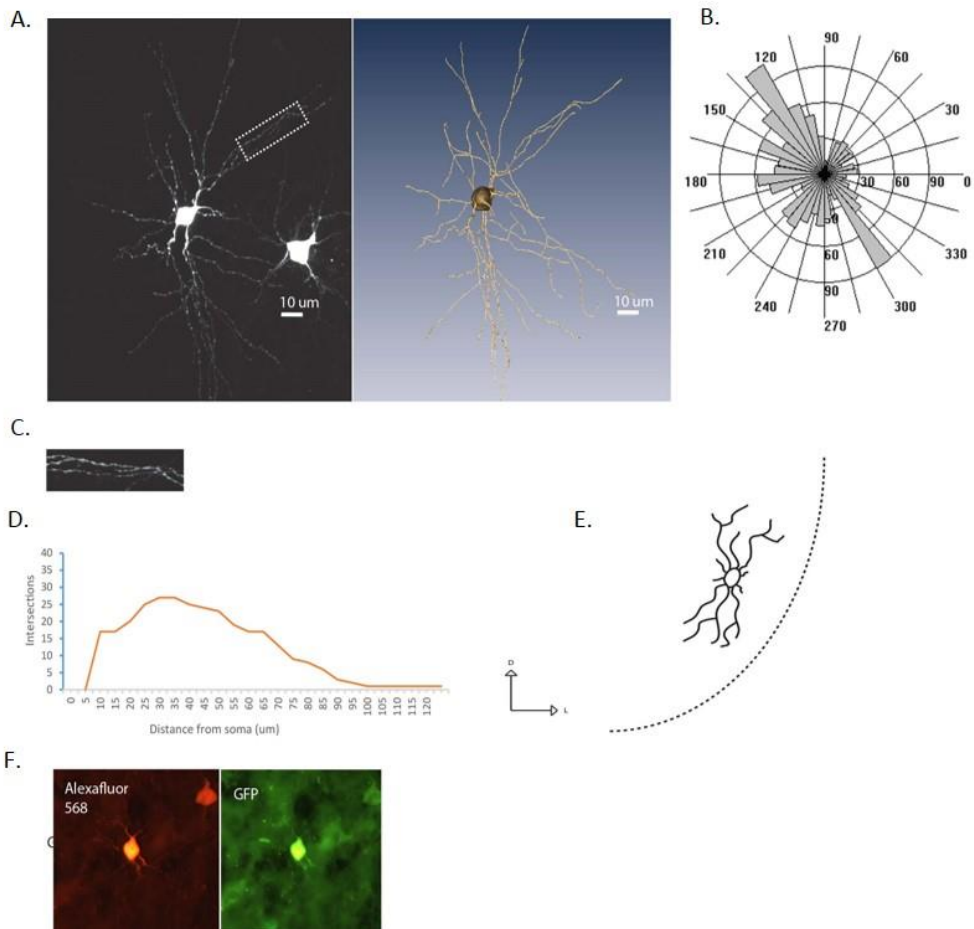 A.
10 um
10 um
B.
90
120
60
150
30
180
30 60 90 0
210
60
330
90
240
300
270
C.
D.
40
35
30
25
20
15
10
5
0
Intersections
0 5 10 15 20 25 30 35 40 45 50 55 60 65 70 75 80 85 90 95 100 105 110 115 120
Distance from soma (um)
E.
D
L
F.
Alexafluor
568
GFP